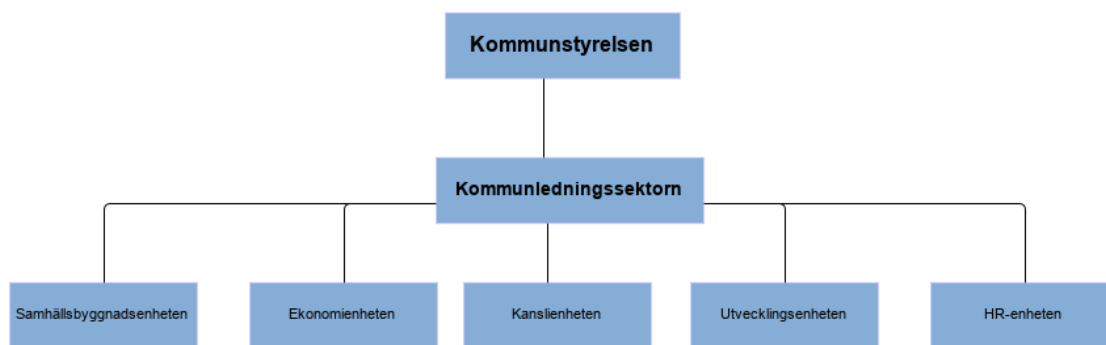 Kommunstyrelsen
Kommunledningssektorn
Samhällsbyggnadsenheten
Ekonomienheten
Kanslienheten
Utvecklingsenheten
HR-enheten